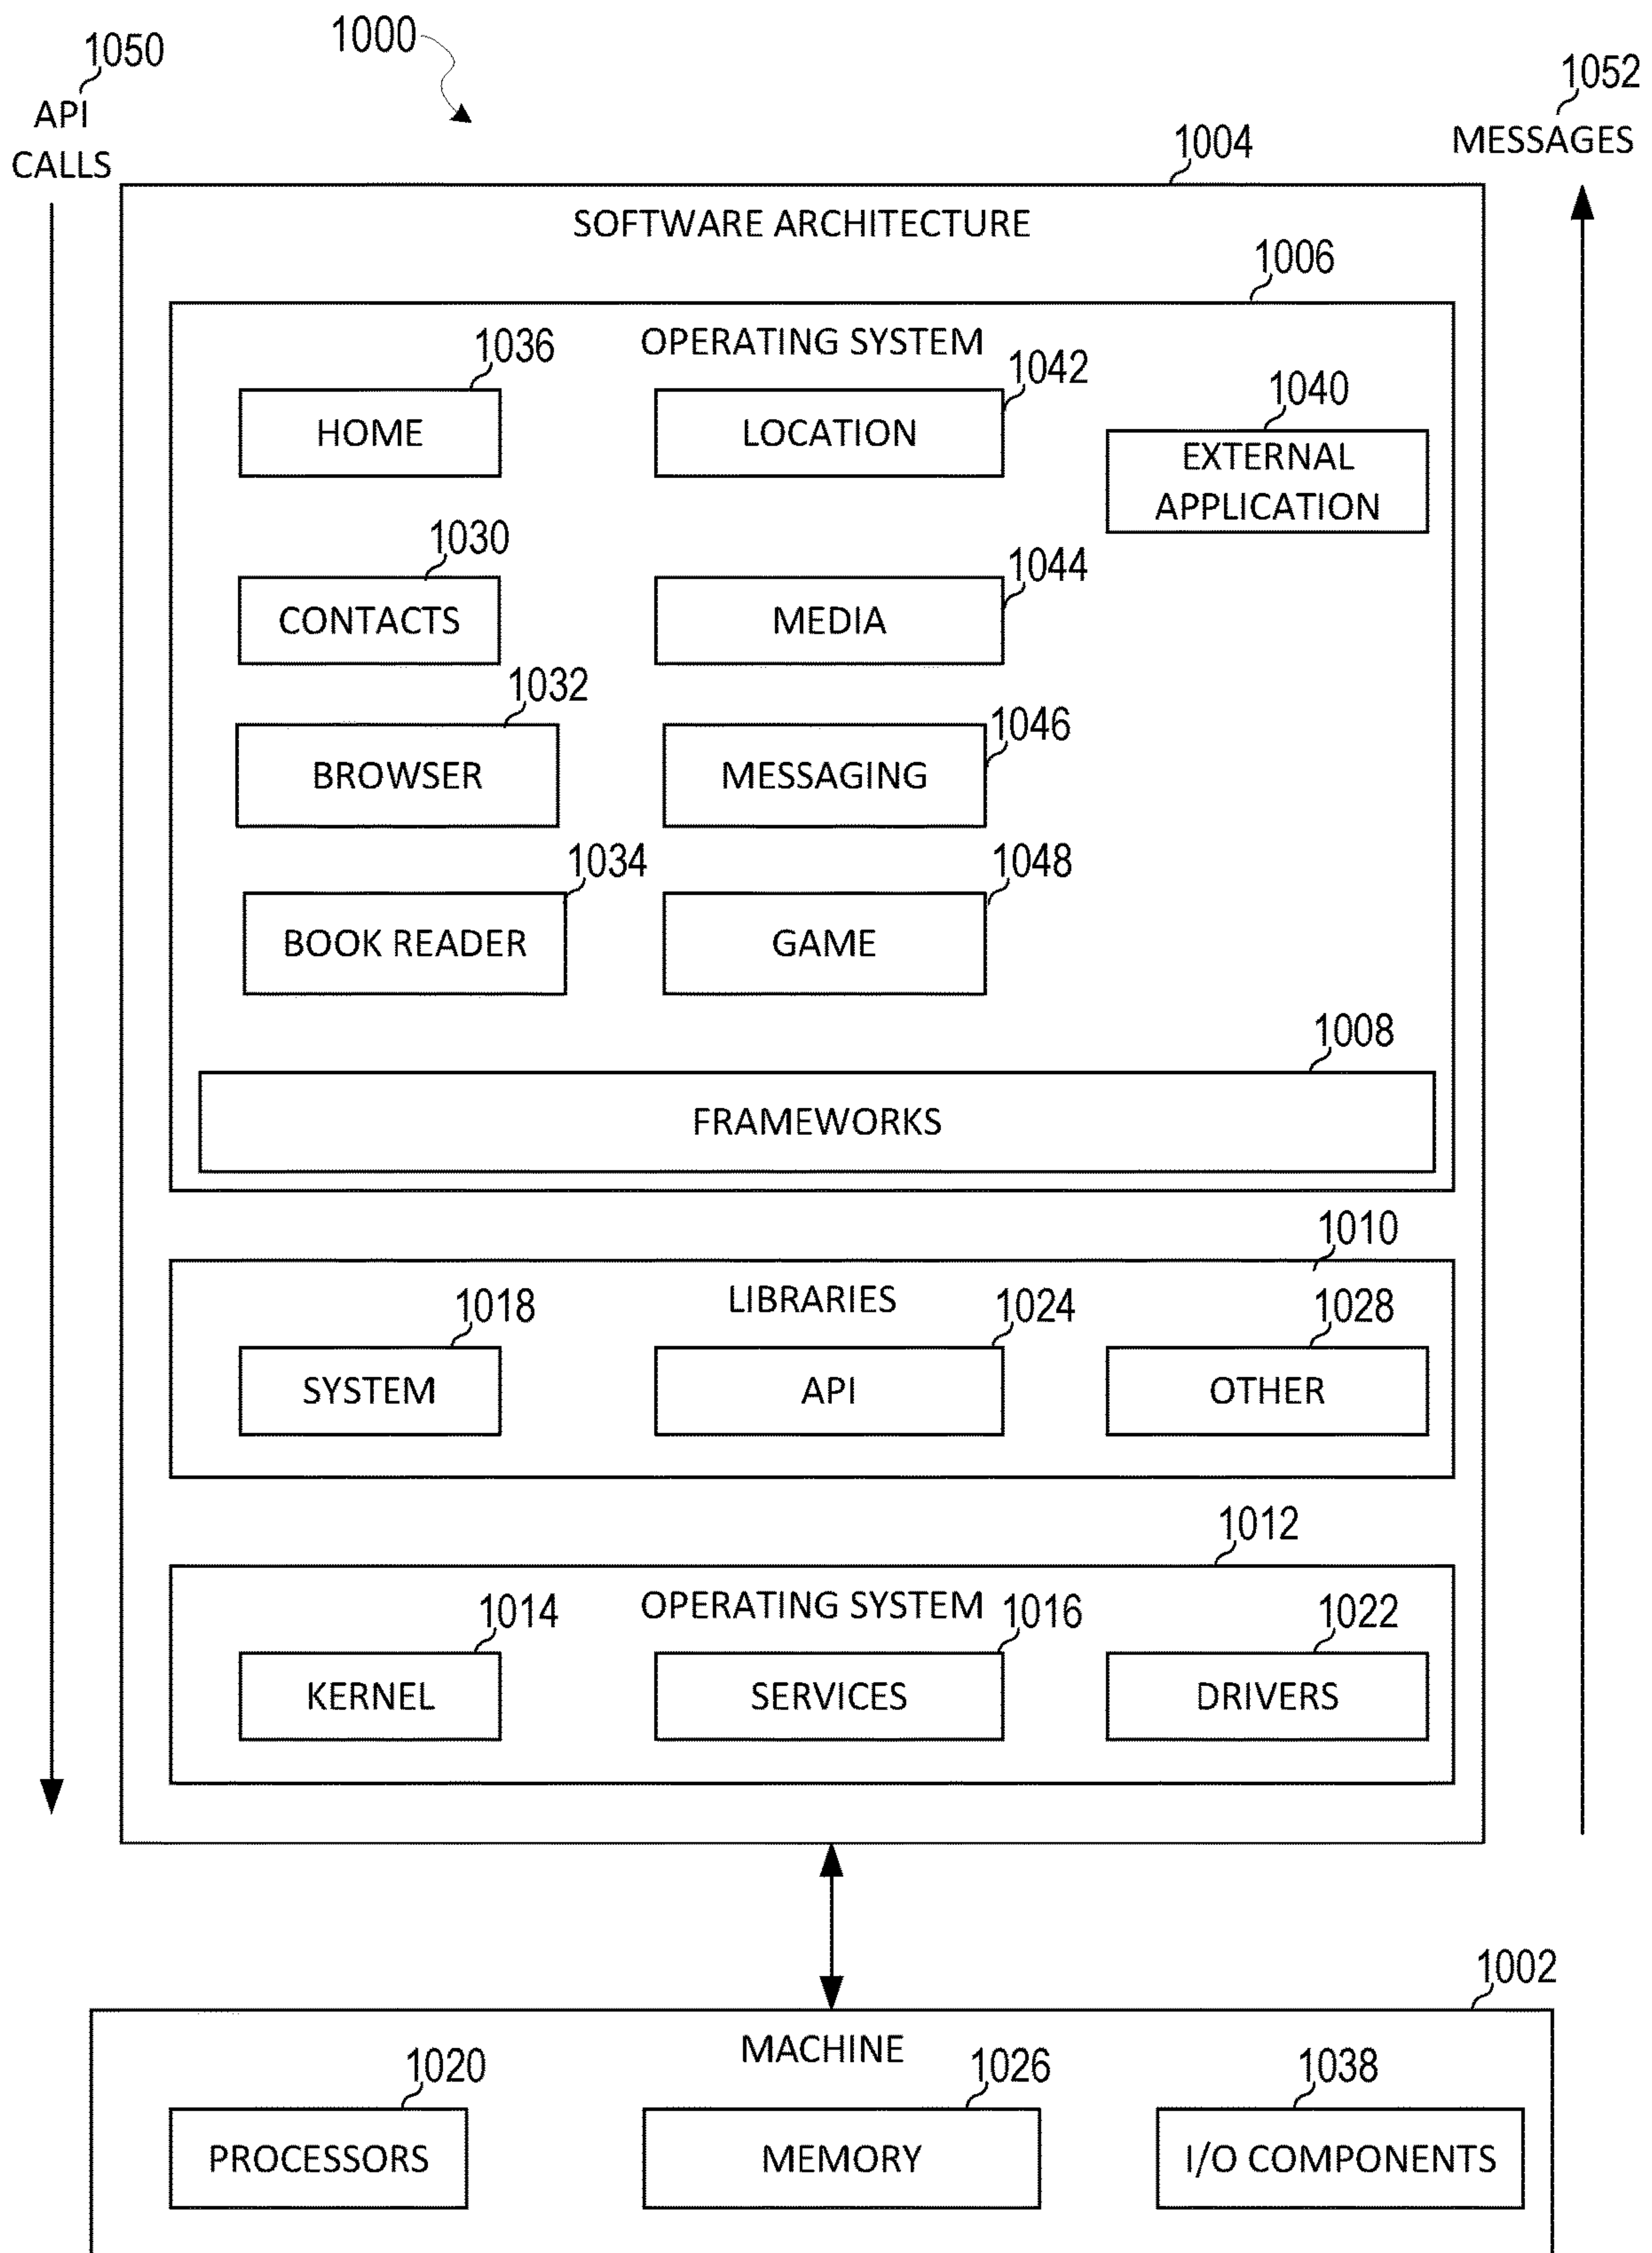 1050
API
CALLS
1000
1052
MESSAGES
1004
SOFTWARE ARCHITECTURE
1006
OPERATING SYSTEM
1036
HOME
1042
LOCATION
1040
EXTERNAL
APPLICATION
1030
CONTACTS
1044
MEDIA
1032
BROWSER
1046
MESSAGING
1034
BOOK READER
1048
GAME
1008
FRAMEWORKS
1010
LIBRARIES
1018
SYSTEM
1024
API
1028
OTHER
1012
OPERATING SYSTEM
1014
KERNEL
1016
SERVICES
1022
DRIVERS
1002
MACHINE
1020
PROCESSORS
1026
MEMORY
1038
I/O COMPONENTS